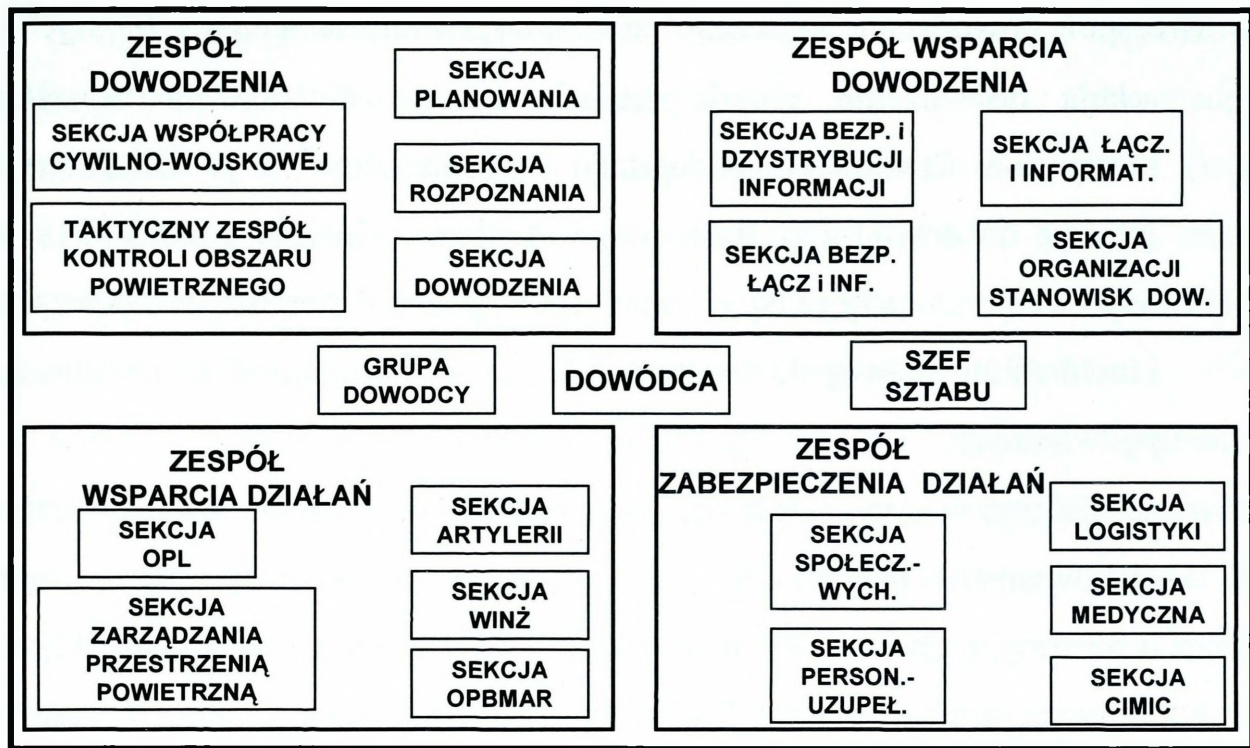 ZESPÓŁ
DOWODZENIA
SEKCJA
PLANOWANIA
SEKCJA WSPÓŁPRACY
CYWILNO-WOJSKOWEJ
SEKCJA
ROZPOZNANIA
TAKTYCZNY ZESPÓŁ
KONTROLI OBSZARU
POWIETRZNEGO
SEKCJA
DOWODZENIA
ZESPÓŁ WSPARCIA
DOWODZENIA
SEKCJA BEZP. i
DZYSTRYBUCJI
INFORMACJI
SEKCJA ŁĄCZ.
I INFORMAT.
SEKCJA BEZP.
ŁĄCZ i INF.
SEKCJA
ORGANIZACJI
STANOWISK DOW.
GRUPA
DOWODCY
DOWÓDCA
SZEF
SZTABU
ZESPÓŁ
WSPARCIA DZIAŁAŃ
SEKCJA
OPL
SEKCJA
ARTYLERII
SEKCJA
ZARZĄDZANIA
PRZESTRZENIĄ
POWIETRZNĄ
SEKCJA
WINŻ
SEKCJA
OPBMAR
ZESPÓŁ
ZABEZPIECZENIA DZIAŁAŃ
SEKCJA
SPOŁECZ.-
WYCH.
SEKCJA
LOGISTYKI
SEKCJA
MEDYCZNA
SEKCJA
PERSON.-
UZUPEŁ.
SEKCJA
CIMIC